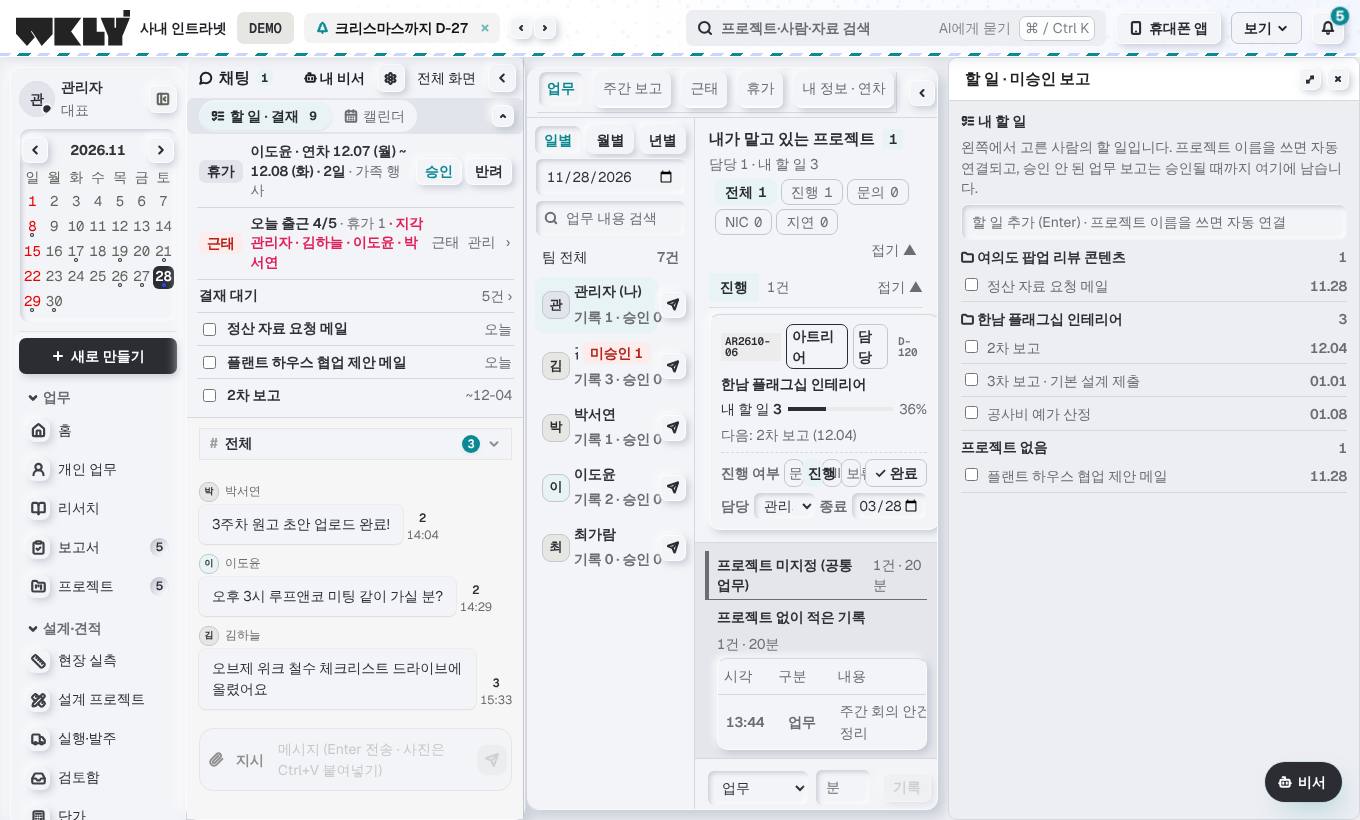 WKLY
사내 인트라넷
DEMO
크리스마스까지 D-27 ×
프로젝트·사람·자료 검색
AI에게 묻기
⌘ / Ctrl K
휴대폰 앱
보기
5
관
관리자
대표
2026.11
일 월 화 수 목 금 토
1 2 3 4 5 6 7
8 9 10 11 12 13 14
15 16 17 18 19 20 21
22 23 24 25 26 27 28
29 30
+ 새로 만들기
업무
홈
개인 업무
리서치
보고서 5
프로젝트 5
설계·견적
현장 실측
설계 프로젝트
실행·발주
검토함
단가
채팅 1
내 비서
전체 화면
할 일 · 결재 9
캘린더
휴가
이도윤 · 연차 12.07 (월) ~
12.08 (화) · 2일 · 가족 행
사
승인
반려
근태
오늘 출근 4/5 · 휴가 1 · 지각
관리자 · 김하늘 · 이도윤 · 박
서연
근태 관리 ›
결재 대기 5건 ›
정산 자료 요청 메일 오늘
플랜트 하우스 협업 제안 메일 오늘
2차 보고 ~12-04
# 전체 3
박 박서연
3주차 원고 초안 업로드 완료!
2
14:04
이 이도윤
오후 3시 루프앤코 미팅 같이 가실 분?
2
14:29
김 김하늘
오브제 위크 철수 체크리스트 드라이브에
올렸어요
3
15:33
지시
메시지 (Enter 전송 · 사진은
Ctrl+V 붙여넣기)
업무
주간 보고
근태
휴가
내 정보 · 연차
일별
월별
년별
11/28/2026
업무 내용 검색
팀 전체 7건
관
관리자 (나)
기록 1 · 승인 0
김
미승인 1
기록 3 · 승인 0
박
박서연
기록 1 · 승인 0
이
이도윤
기록 2 · 승인 0
최
최가람
기록 0 · 승인 0
내가 맡고 있는 프로젝트 1
담당 1 · 내 할 일 3
전체 1
진행 1
문의 0
NIC 0
지연 0
접기 ▲
진행 1건 접기 ▲
AR2610-
06
아트리
어
담
당
D-
120
한남 플래그십 인테리어
내 할 일 3 36%
다음: 2차 보고 (12.04)
진행 여부
문
진행
보류
✓ 완료
담당 관리
종료 03/28
프로젝트 미지정 (공통
업무)
1건 · 20
분
프로젝트 없이 적은 기록
1건 · 20분
시각 구분 내용
13:44 업무
주간 회의 안건
정리
업무
분
기록
할 일 · 미승인 보고
내 할 일
왼쪽에서 고른 사람의 할 일입니다. 프로젝트 이름을 쓰면 자동
연결되고, 승인 안 된 업무 보고는 승인될 때까지 여기에 남습니
다.
할 일 추가 (Enter) · 프로젝트 이름을 쓰면 자동 연결
여의도 팝업 리뷰 콘텐츠 1
정산 자료 요청 메일 11.28
한남 플래그십 인테리어 3
2차 보고 12.04
3차 보고 · 기본 설계 제출 01.01
공사비 예가 산정 01.08
프로젝트 없음 1
플랜트 하우스 협업 제안 메일 11.28
비서